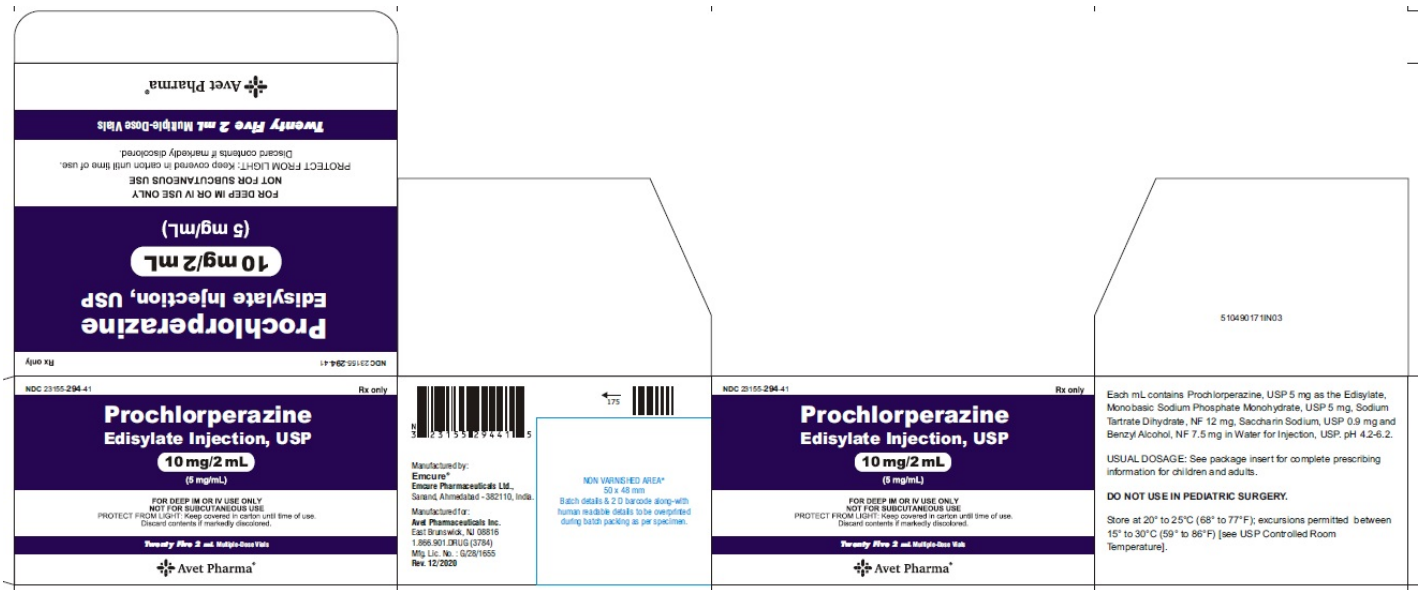 Avet Pharma®
Twenty Five 2 mL Multiple-Dose Vials
Discard contents if markedly discolored.
PROTECT FROM LIGHT: Keep covered in carton until time of use.
NOT FOR SUBCUTANEOUS USE
FOR DEEP IM OR IV USE ONLY
(5 mg/mL)
10 mg/2 mL
Edisylate Injection, USP
Prochlorperazine
NDC 23155-294-41 Rx only
510490171IN03
NDC 23155-294-41 Rx only
Prochlorperazine
Edisylate Injection, USP
10 mg/2 mL
(5 mg/mL)
FOR DEEP IM OR IV USE ONLY
NOT FOR SUBCUTANEOUS USE
PROTECT FROM LIGHT: Keep covered in carton until time of use.
Discard contents if markedly discolored.
Twenty Five 2 mL Multiple-Dose Vials
Avet Pharma®
N
3 23155 29441 5
Manufactured by:
Emcure®
Emcure Pharmaceuticals Ltd.,
Sanand, Ahmedabad - 382110, India.
Manufactured for:
Avet Pharmaceuticals Inc.
East Brunswick, NJ 08816
1.866.901.DRUG (3784)
Mfg. Lic. No. : G/28/1655
Rev. 12/2020
175
NON VARNISHED AREA*
50 x 48 mm
Batch details & 2 D barcode along-with
human readable details to be overprinted
during batch packing as per specimen.
NDC 23155-294-41 Rx only
Prochlorperazine
Edisylate Injection, USP
10 mg/2 mL
(5 mg/mL)
FOR DEEP IM OR IV USE ONLY
NOT FOR SUBCUTANEOUS USE
PROTECT FROM LIGHT: Keep covered in carton until time of use.
Discard contents if markedly discolored.
Twenty Five 2 mL Multiple-Dose Vials
Avet Pharma®
Each mL contains Prochlorperazine, USP 5 mg as the Edisylate,
Monobasic Sodium Phosphate Monohydrate, USP 5 mg, Sodium
Tartrate Dihydrate, NF 12 mg, Saccharin Sodium, USP 0.9 mg and
Benzyl Alcohol, NF 7.5 mg in Water for Injection, USP. pH 4.2-6.2.
USUAL DOSAGE: See package insert for complete prescribing
information for children and adults.
DO NOT USE IN PEDIATRIC SURGERY.
Store at 20° to 25°C (68° to 77°F); excursions permitted between
15° to 30°C (59° to 86°F) [see USP Controlled Room
Temperature].